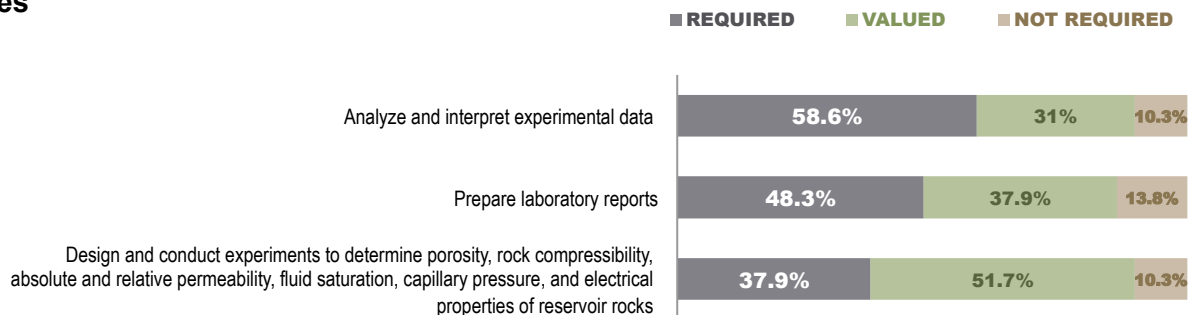 REQUIRED VALUED NOT REQUIRED
Analyze and interpret experimental data 58.6% 31% 10.3%
Prepare laboratory reports 48.3% 37.9% 13.8%
Design and conduct experiments to determine porosity, rock compressibility,
absolute and relative permeability, fluid saturation, capillary pressure, and electrical
properties of reservoir rocks
37.9% 51.7% 10.3%